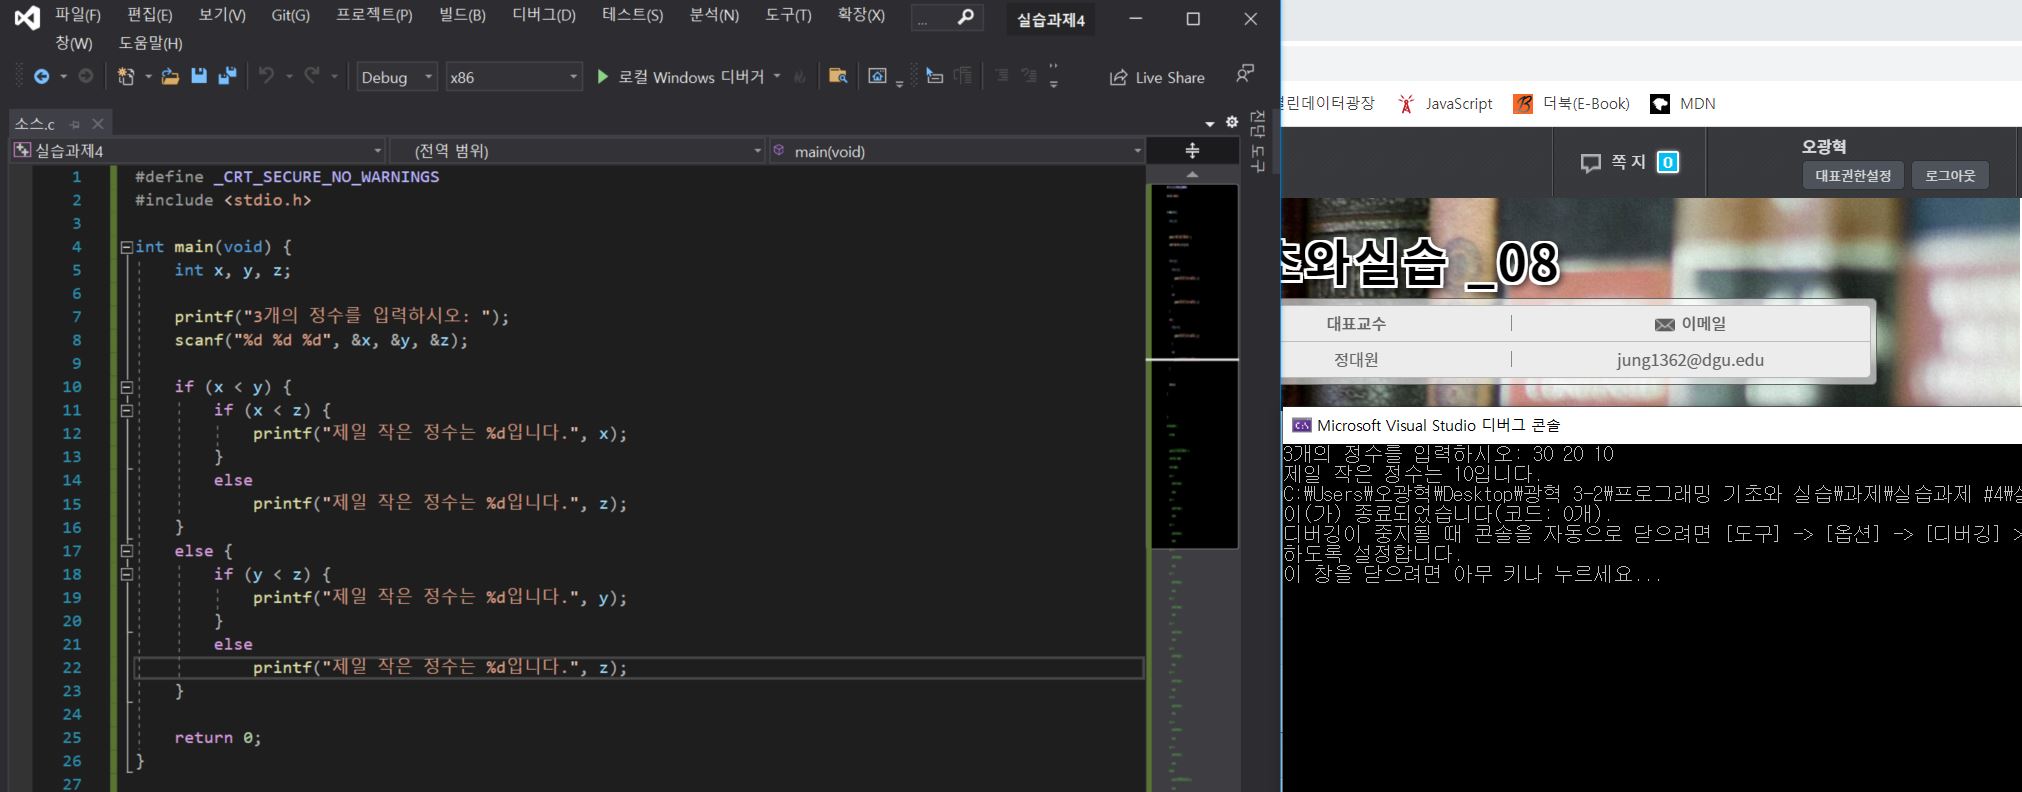 파일(F) 편집(E) 보기(V) Git(G) 프로젝트(P) 빌드(B) 디버그(D) 테스트(S) 분석(N) 도구(T) 확장(X) ... 실습과제4
창(W) 도움말(H)
Debug x86 로컬 Windows 디버거 Live Share
소스.c
진단 도구
실습과제4 (전역 범위) main(void)
1 #define _CRT_SECURE_NO_WARNINGS
2 #include <stdio.h>
3
4 int main(void) {
5 int x, y, z;
6
7 printf("3개의 정수를 입력하시오: ");
8 scanf("%d %d %d", &x, &y, &z);
9
10 if (x < y) {
11 if (x < z) {
12 printf("제일 작은 정수는 %d입니다.", x);
13 }
14 else
15 printf("제일 작은 정수는 %d입니다.", z);
16 }
17 else {
18 if (y < z) {
19 printf("제일 작은 정수는 %d입니다.", y);
20 }
21 else
22 printf("제일 작은 정수는 %d입니다.", z);
23 }
24
25 return 0;
26 }
27
린데이터광장 JavaScript 더북(E-Book) MDN
쪽지 0
오광혁
대표권한설정 로그아웃
초와실습 _08
대표교수 | 이메일
정대원 | jung1362@dgu.edu
Microsoft Visual Studio 디버그 콘솔
3개의 정수를 입력하시오: 30 20 10
제일 작은 정수는 10입니다.
C:\Users\오광혁\Desktop\광혁 3-2\프로그래밍 기초와 실습\과제\실습과제 #4\
이(가) 종료되었습니다(코드: 0개).
디버깅이 중지될 때 콘솔을 자동으로 닫으려면 [도구] -> [옵션] -> [디버깅] >
하도록 설정합니다.
이 창을 닫으려면 아무 키나 누르세요...